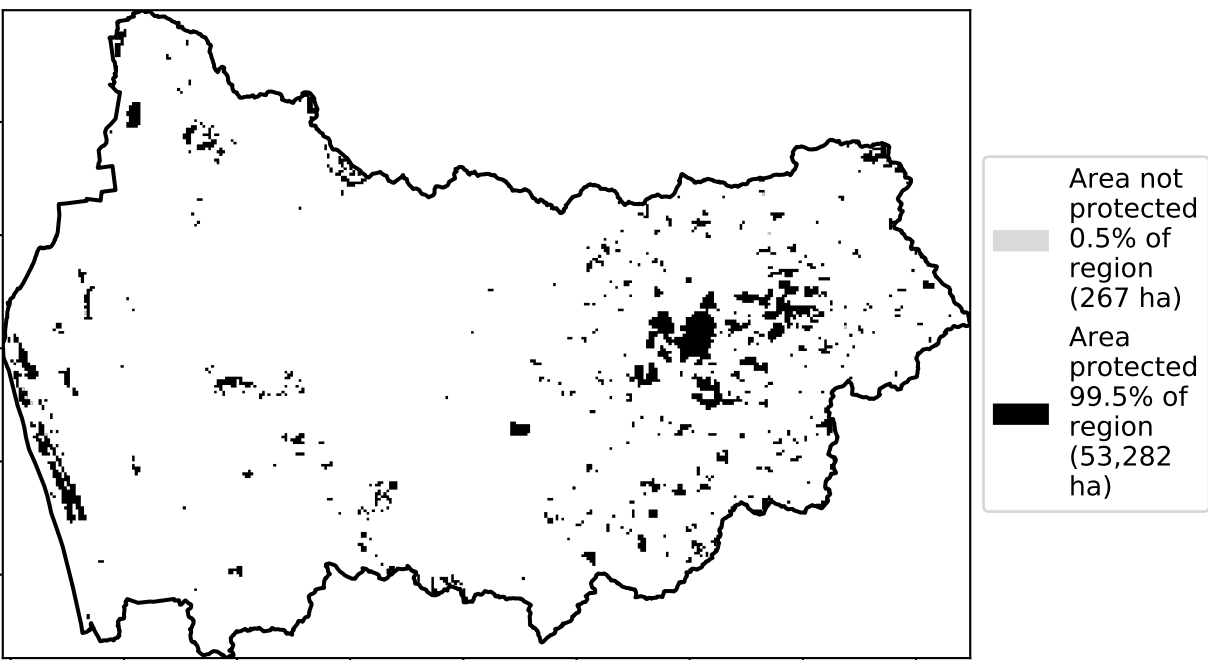 Area not
protected
0.5% of
region
(267 ha)
Area
protected
99.5% of
region
(53,282
ha)